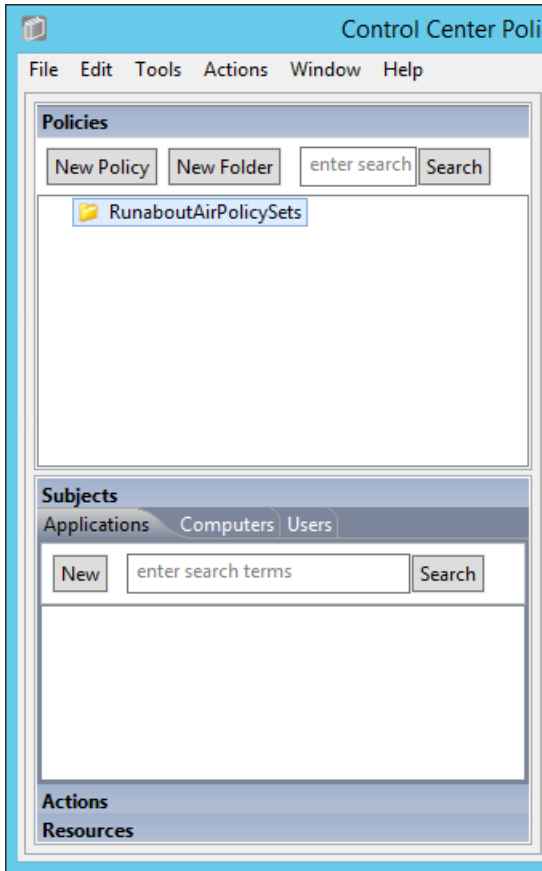 Control Center Poli
File Edit Tools Actions Window Help
Policies
New Policy New Folder enter search Search
RunaboutAirPolicySets
Subjects
Applications Computers Users
New enter search terms Search
Actions
Resources